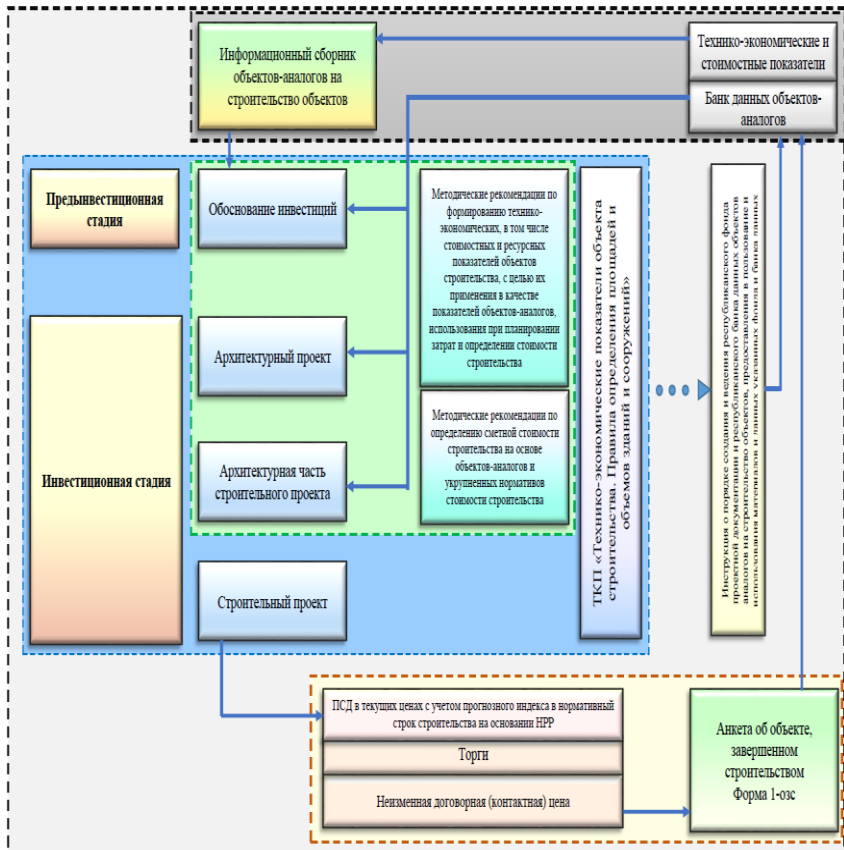 Информационный сборник
объектов-аналогов на
строительство объектов
Технико-экономические и
стоимостные показатели
Банк данных объектов-
аналогов
Предынвестиционная
стадия
Обоснование инвестиций
Методические рекомендации по
формированию технико-
экономических, в том числе
стоимостных и ресурсных
показателей объектов
строительства, с целью их
применения в качестве
показателей объектов-аналогов,
использования при планировании
затрат и определении стоимости
строительства
Архитектурный проект
Методические рекомендации по
определению сметной стоимости
строительства на основе
объектов-аналогов и
укрупненных нормативов
стоимости строительства
Инвестиционная стадия
Архитектурная часть
строительного проекта
Строительный проект
ТКП «Технико-экономические показатели объекта
строительства. Правила определения площадей и
объемов зданий и сооружений»
Инструкция о порядке создания и ведения республиканского фонда
проектной документации и республиканского банка данных объектов
аналогов на строительство объектов, предоставления в пользование и
использования материалов и данных указанных фонда и банка данных
ПСД в текущих ценах с учетом прогнозного индекса в нормативный
строк строительства на основании НРР
Торги
Неизменная договорная (контактная) цена
Анкета об объекте,
завершенном
строительством
Форма 1-озс